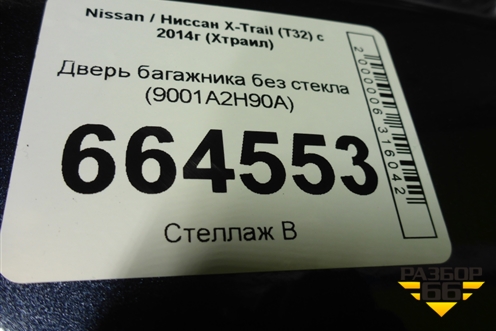 Nissan / Ниссан X-Trail (T32) с
2014г (Хтраил)
Дверь багажника без стекла
(9001A2H90A)
664553
Стеллаж В
2000006316042
РАЗБОР
66